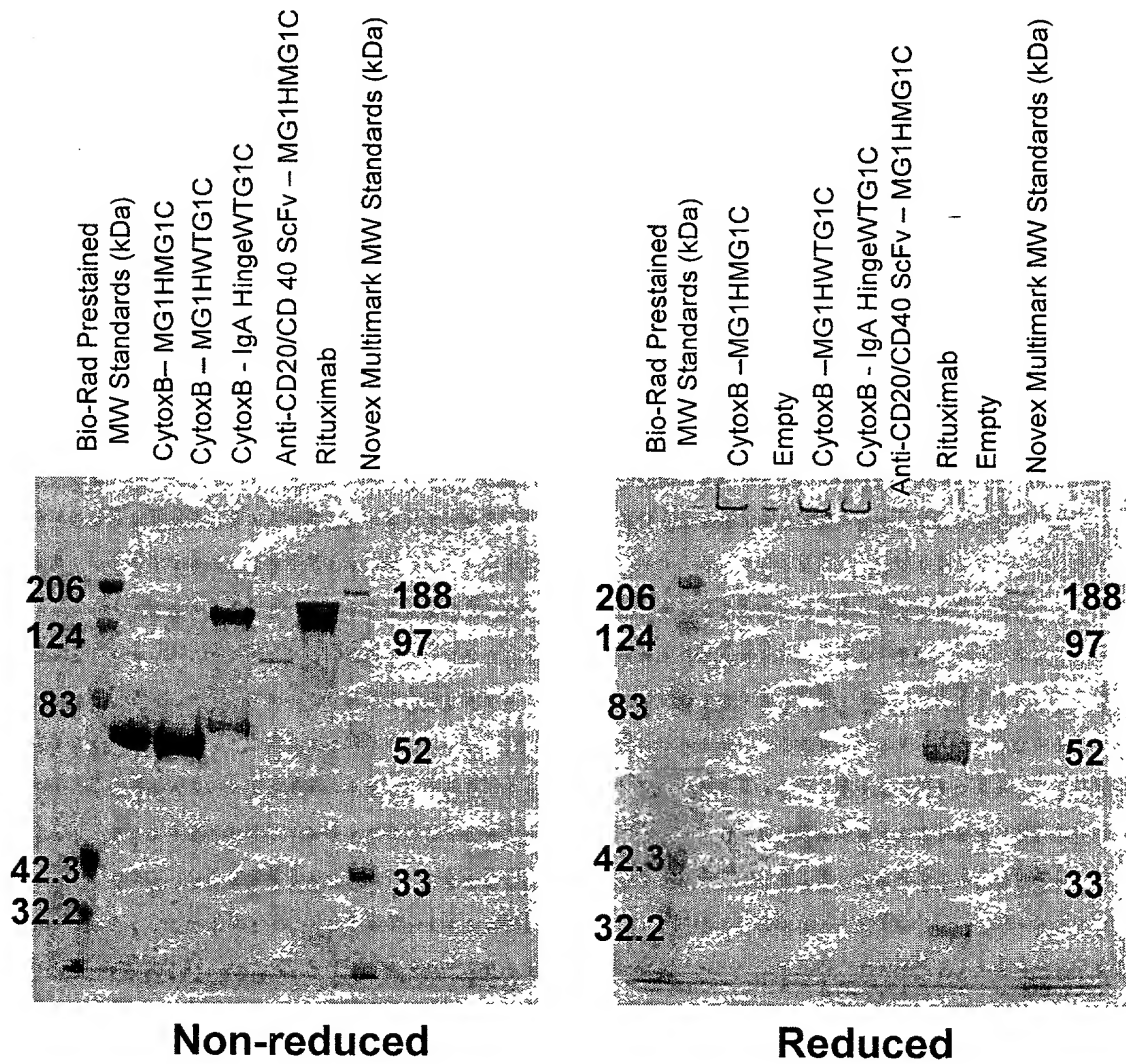 Bio-Rad Prestained
MW Standards (kDa)
CytoxB– MG1HMG1C
CytoxB – MG1HWTG1C
CytoxB - IgA HingeWTG1C
Anti-CD20/CD 40 ScFv – MG1HMG1C
Rituximab
Novex Multimark MW Standards (kDa)
206
124
83
42.3
32.2
188
97
52
33
Non-reduced
Bio-Rad Prestained
MW Standards (kDa)
CytoxB –MG1HMG1C
Empty
CytoxB –MG1HWTG1C
CytoxB - IgA HingeWTG1C
Anti-CD20/CD40 ScFv – MG1HMG1C
Rituximab
Empty
Novex Multimark MW Standards (kDa)
206
124
83
42.3
32.2
188
97
52
33
Reduced